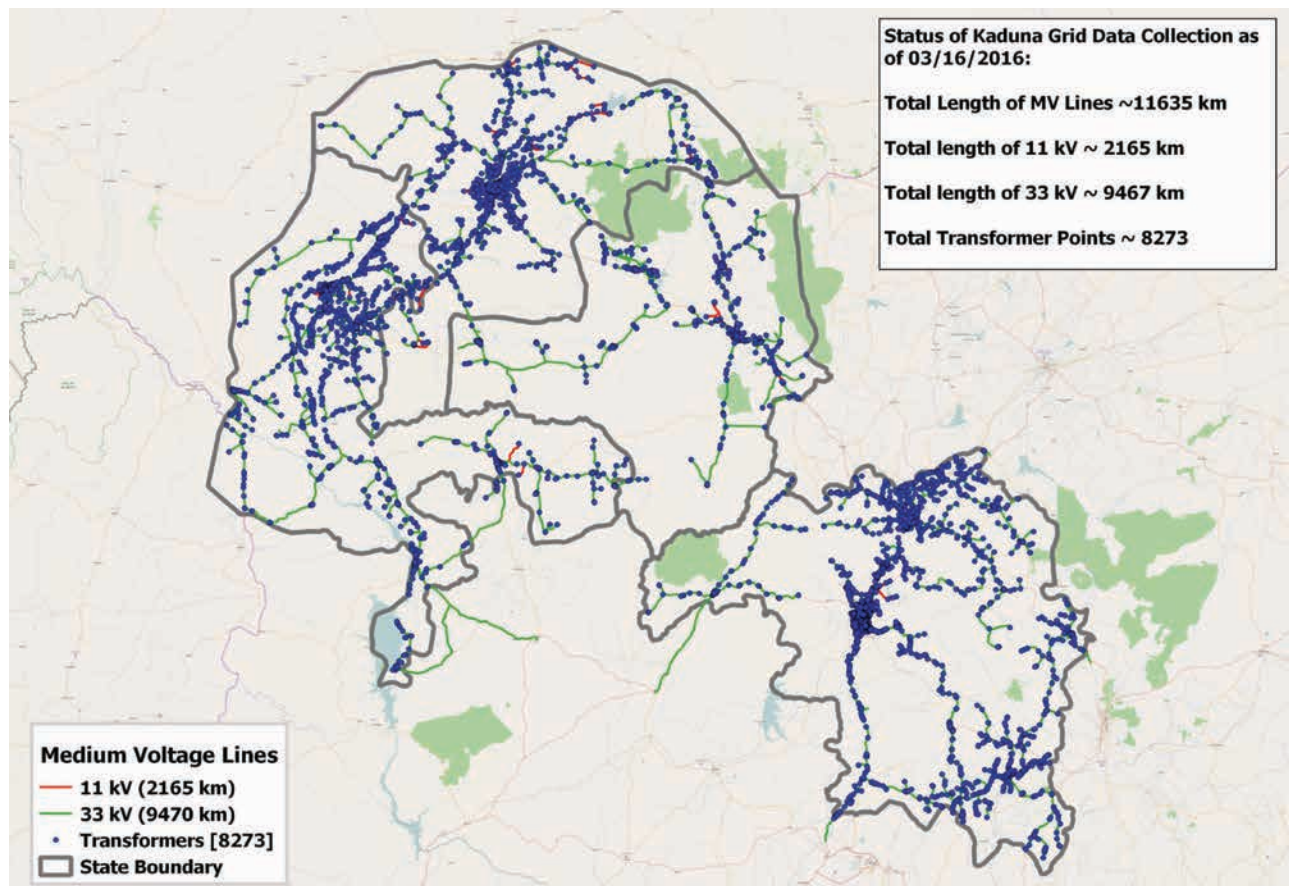 Status of Kaduna Grid Data Collection as
of 03/16/2016:
Total Length of MV Lines ~11635 km
Total length of 11 kV ~ 2165 km
Total length of 33 kV ~ 9467 km
Total Transformer Points ~ 8273
Medium Voltage Lines
11 kV (2165 km)
33 kV (9470 km)
Transformers [8273]
State Boundary